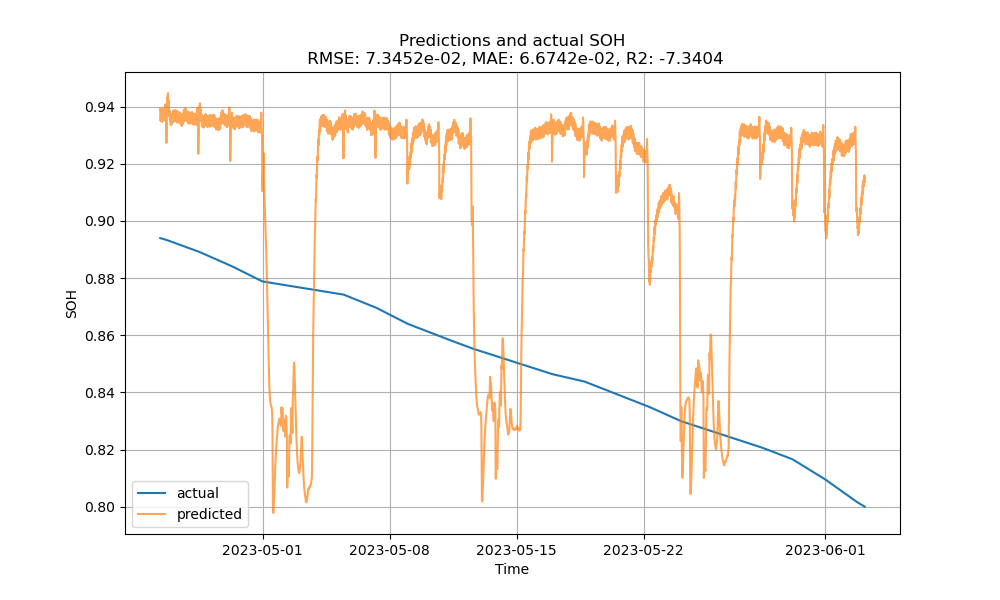 Predictions and actual SOH
RMSE: 7.3452e-02, MAE: 6.6742e-02, R2: -7.3404
SOH
0.94
0.92
0.90
0.88
0.86
0.84
0.82
0.80
actual
predicted
2023-05-01
2023-05-08
2023-05-15
2023-05-22
2023-06-01
Time